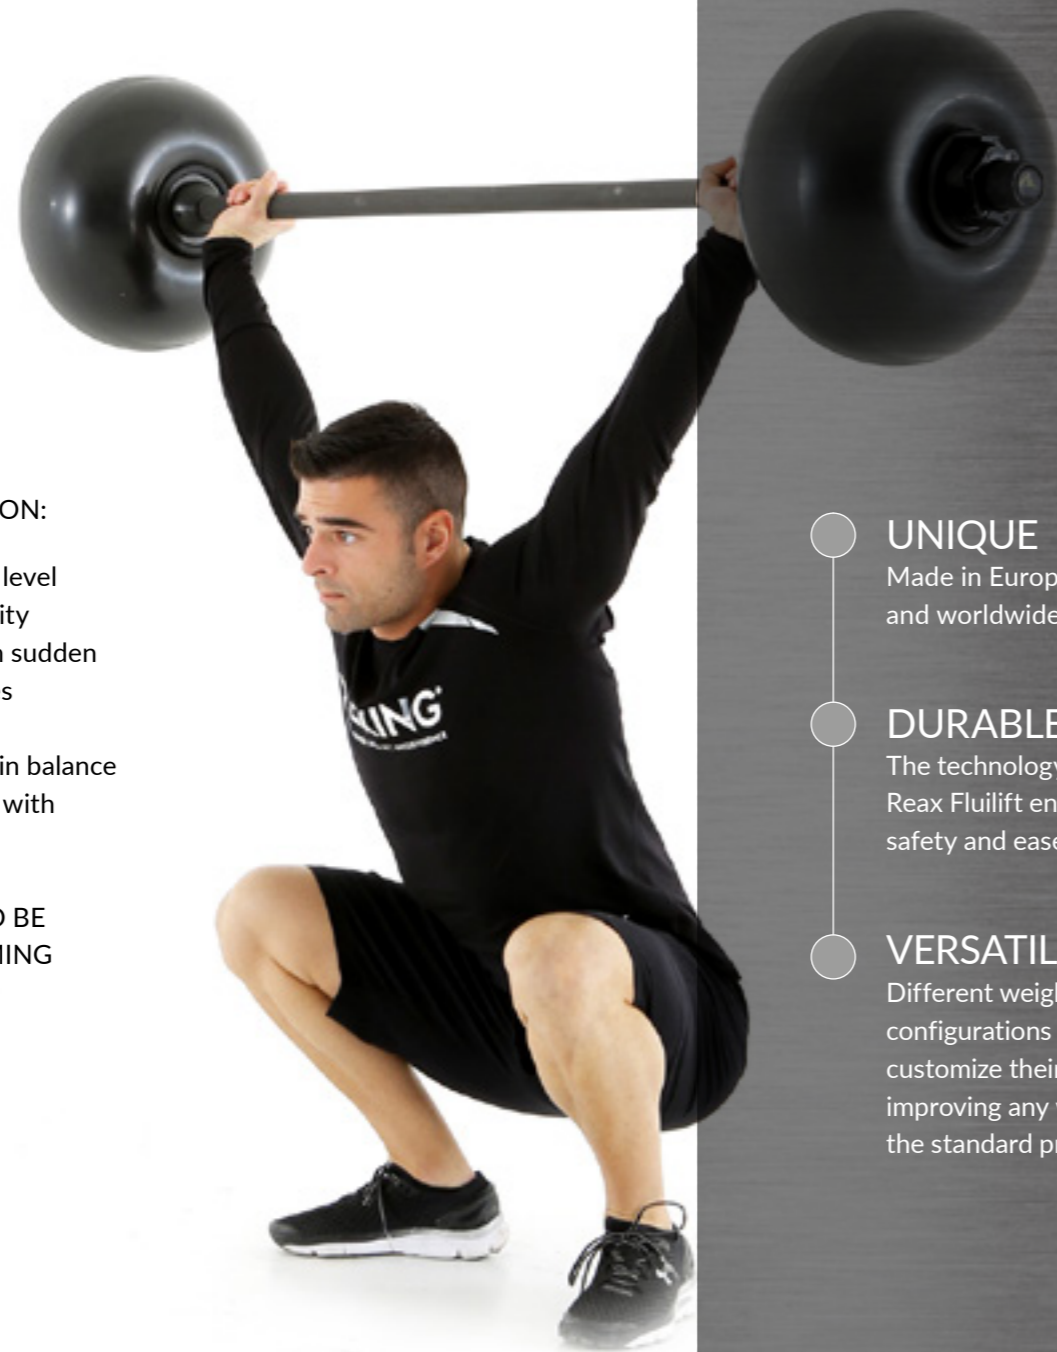 ON:
level
ity
sudden
s
in balance
with
BE
MING
UNIQUE
Made in Europ
and worldwide
DURABLE
The technology
Reax Fluilift en
safety and ease
VERSATIL
Different weigh
configurations
customize their
improving any
the standard pr